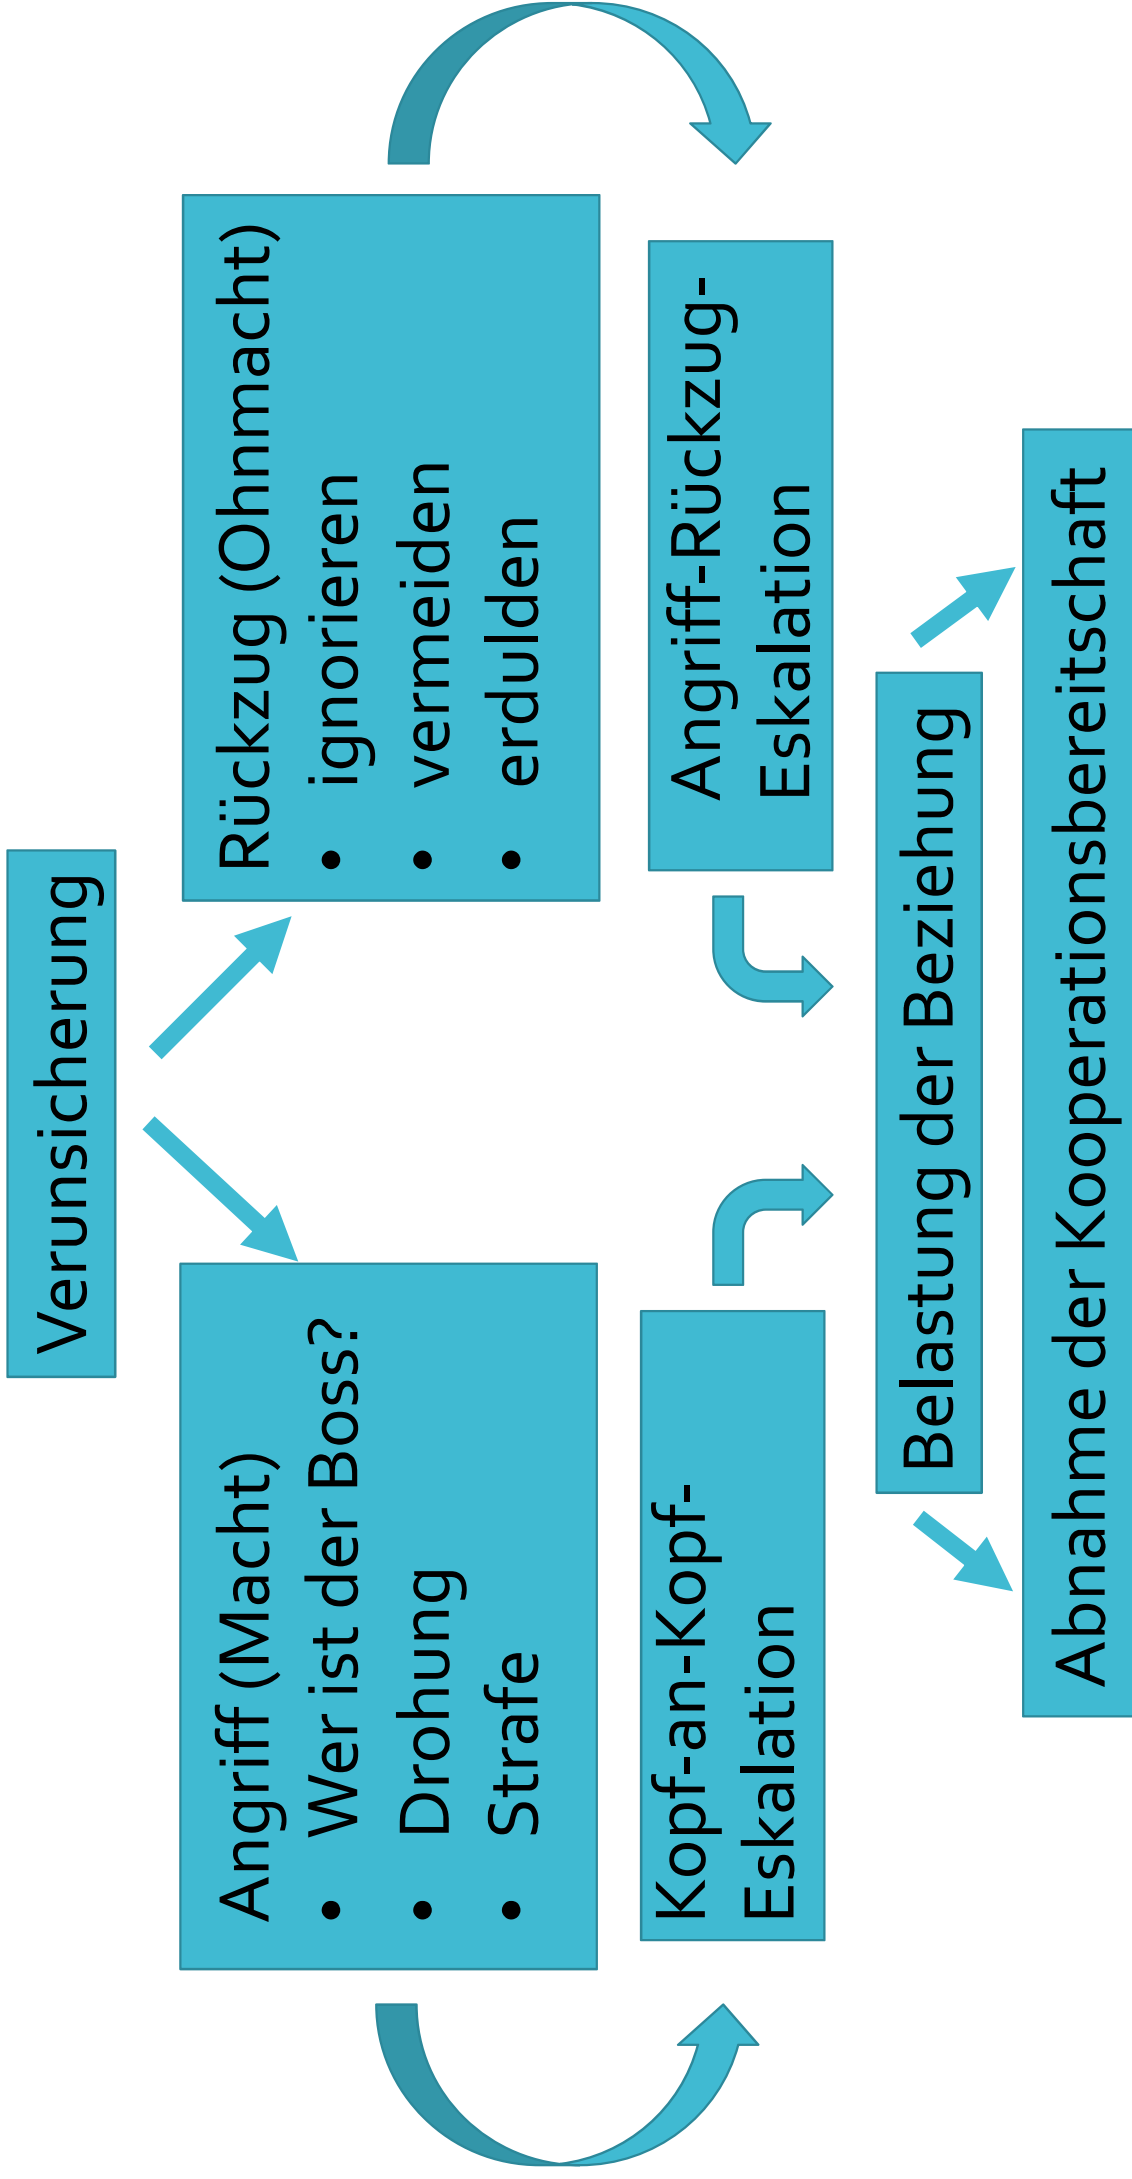 Verunsicherung
Angriff (Macht)
• Wer ist der Boss?
• Drohung
• Strafe
Rückzug (Ohnmacht)
• ignorieren
• vermeiden
• erdulden
Kopf-an-Kopf-
Eskalation
Angriff-Rückzug-
Eskalation
Belastung der Beziehung
Abnahme der Kooperationsbereitschaft